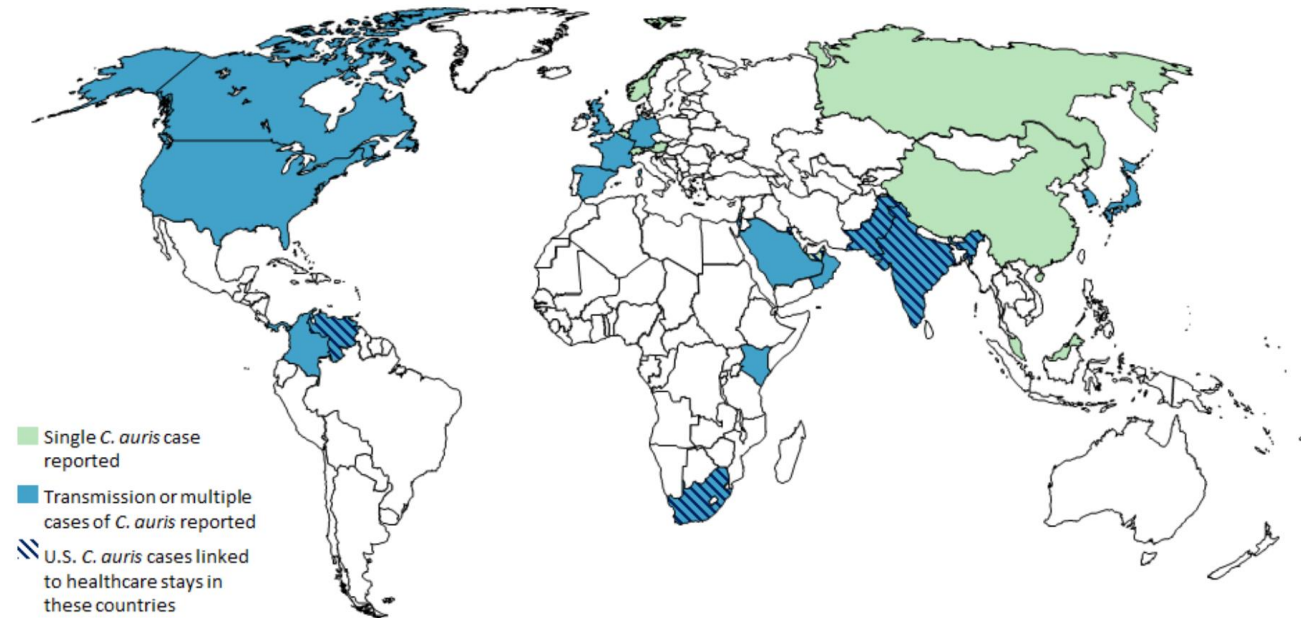 Single C. auris case
reported
Transmission or multiple
cases of C. auris reported
U.S. C. auris cases linked
to healthcare stays in
these countries